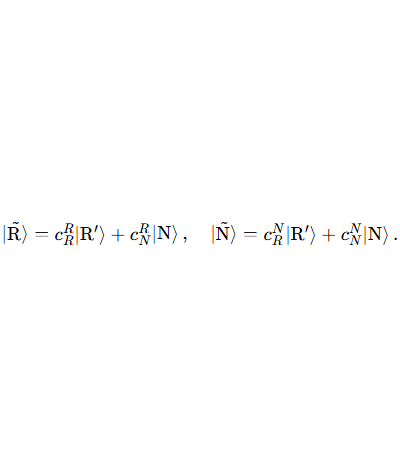 |R̃⟩ = c_R^R|R′⟩ + c_N^R|N⟩ , |Ñ⟩ = c_R^N|R′⟩ + c_N^N|N⟩ .